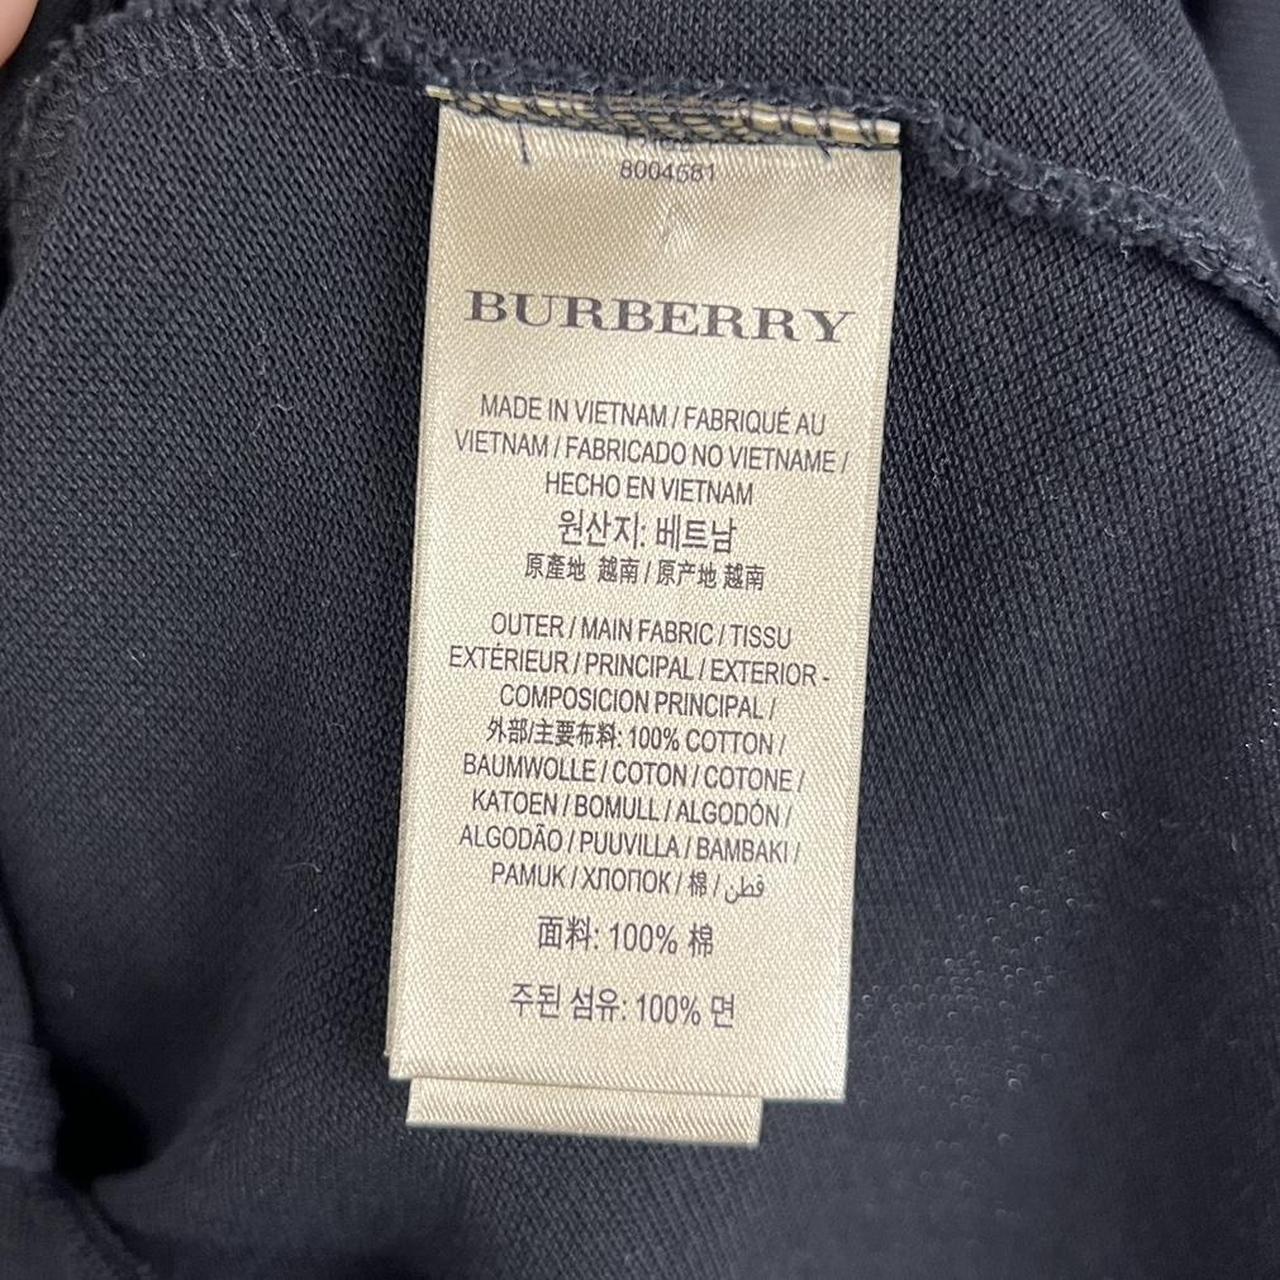 8004681
BURBERRY
MADE IN VIETNAM / FABRIQUÉ AU
VIETNAM / FABRICADO NO VIETNAME /
HECHO EN VIETNAM
원산지: 베트남
原產地 越南 / 原产地 越南
OUTER / MAIN FABRIC / TISSU
EXTÉRIEUR / PRINCIPAL / EXTERIOR -
COMPOSICION PRINCIPAL /
外部/主要布料: 100% COTTON /
BAUMWOLLE / COTON / COTONE /
KATOEN / BOMULL / ALGODÓN /
ALGODÃO / PUUVILLA / BAMBAKI /
PAMUK / ХЛОПОК / 棉 / قطن
面料: 100% 棉
주된 섬유: 100% 면